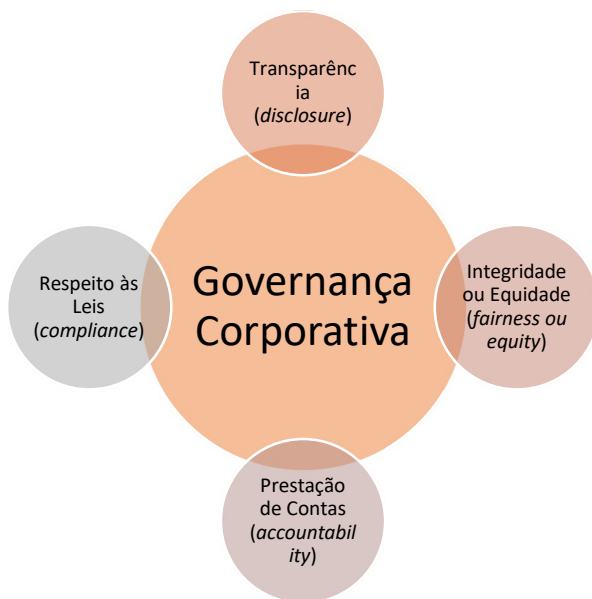 Transparênc
ia
(disclosure)
Respeito às
Leis
(compliance)
Governança
Corporativa
Integridade
ou Equidade
(fairness ou
equity)
Prestação
de Contas
(accountabil
ity)